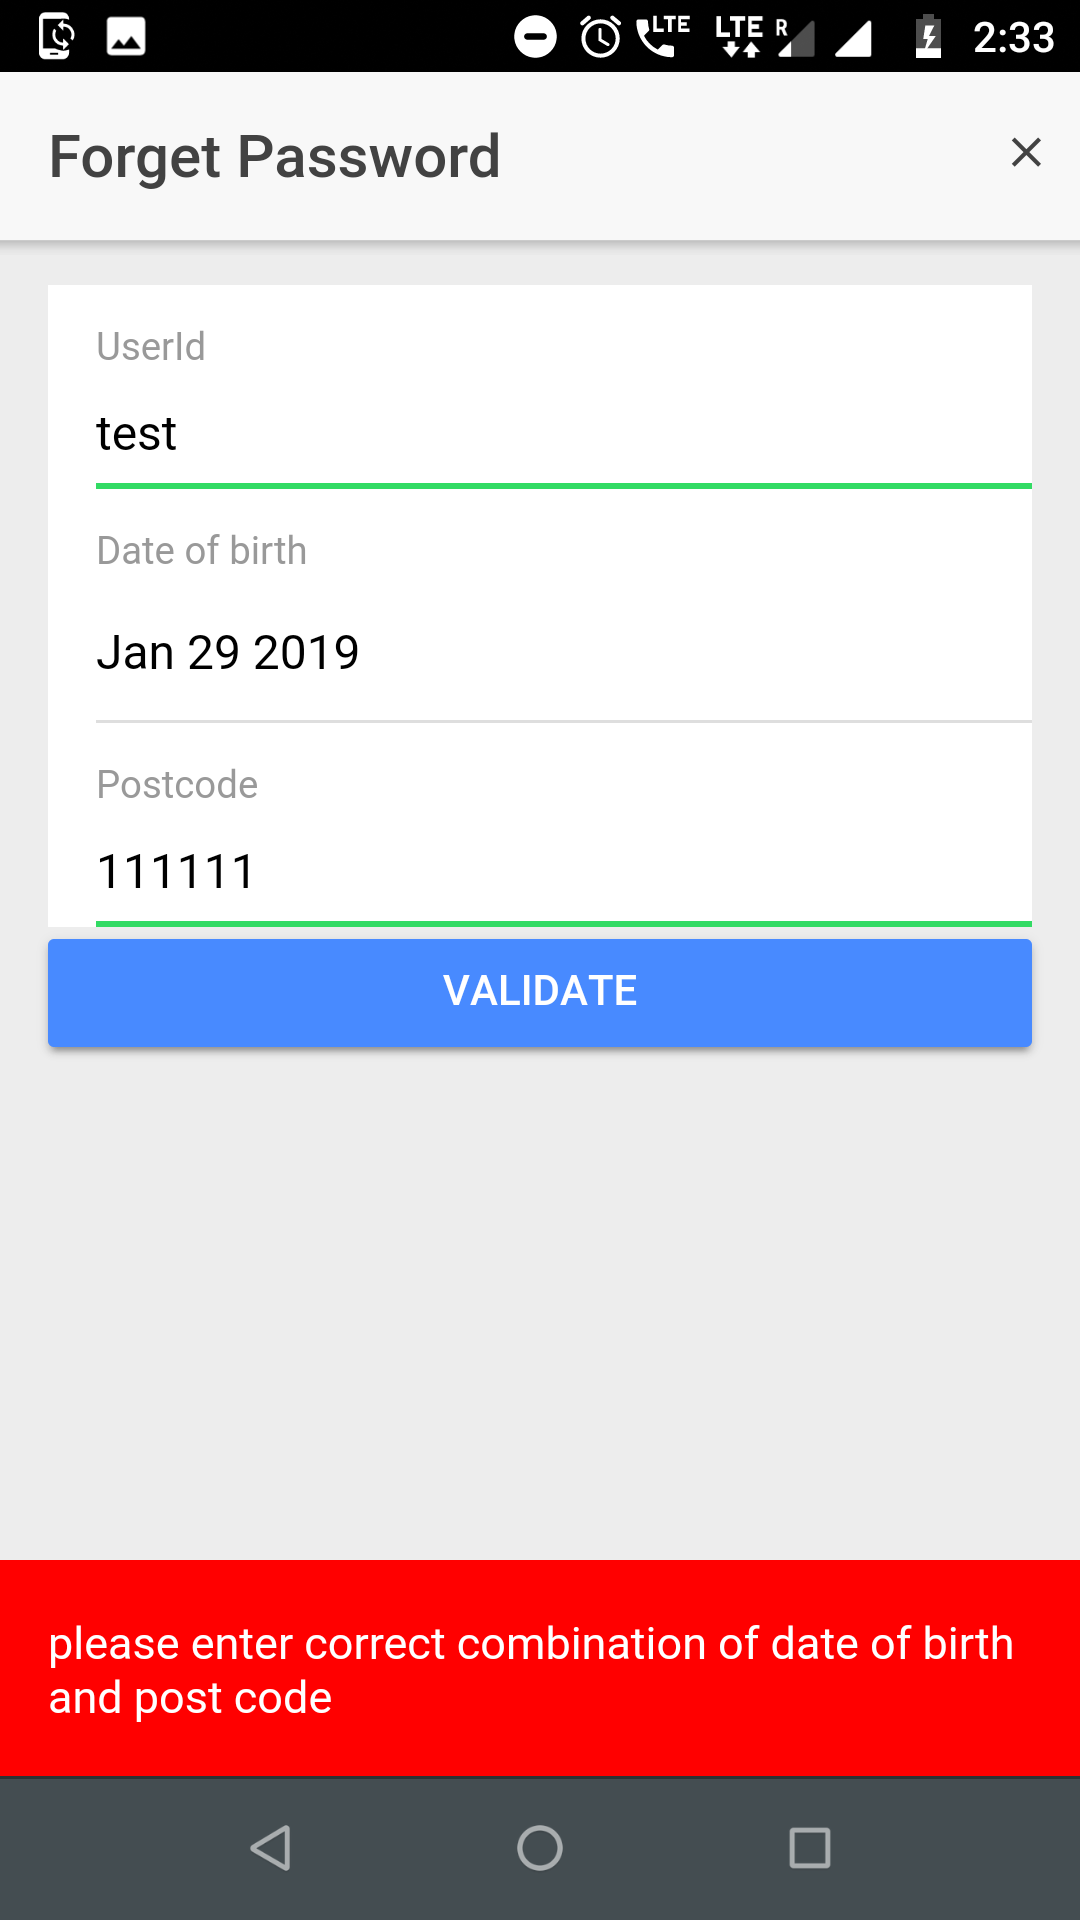 LTE LTE R 2:33
Forget Password
UserId
test
Date of birth
Jan 29 2019
Postcode
111111
VALIDATE
please enter correct combination of date of birth
and post code